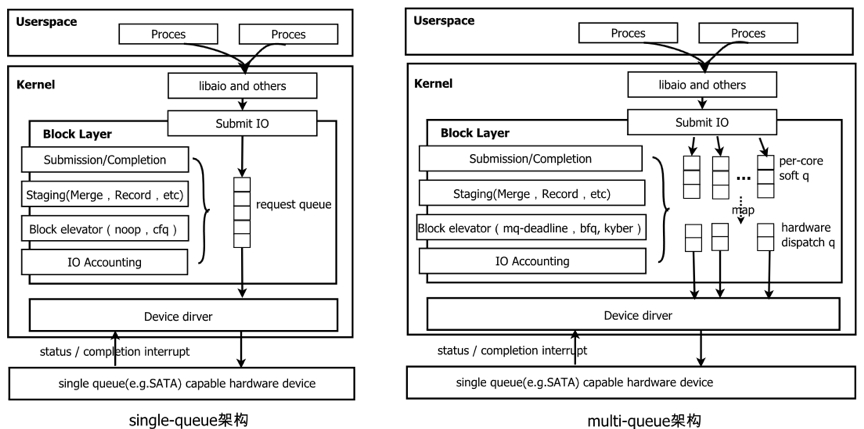 Userspace
Proces
Proces
Kernel
libaio and others
Submit IO
Block Layer
Submission/Completion
Staging(Merge，Record，etc)
Block elevator（noop，cfq）
IO Accounting
request queue
Device dirver
status / completion interrupt
single queue(e.g.SATA) capable hardware device
single-queue架构
Userspace
Proces
Proces
Kernel
libaio and others
Submit IO
Block Layer
Submission/Completion
Staging(Merge，Record，etc)
Block elevator（mq-deadline，bfq, kyber）
IO Accounting
per-core
soft q
...
map
hardware
dispatch q
Device dirver
status / completion interrupt
single queue(e.g.SATA) capable hardware device
multi-queue架构